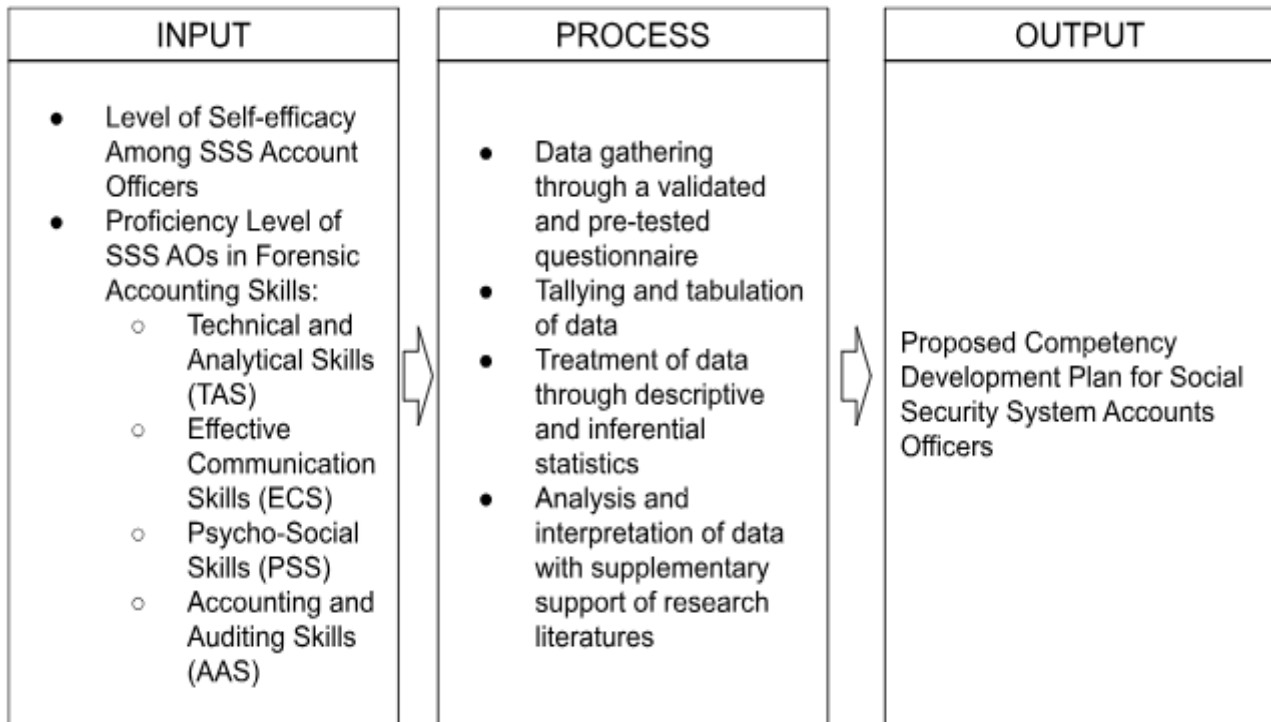 INPUT
● Level of Self-efficacy
Among SSS Account
Officers
● Proficiency Level of
SSS AOs in Forensic
Accounting Skills:
○ Technical and
Analytical Skills
(TAS)
○ Effective
Communication
Skills (ECS)
○ Psycho-Social
Skills (PSS)
○ Accounting and
Auditing Skills
(AAS)
PROCESS
● Data gathering
through a validated
and pre-tested
questionnaire
● Tallying and tabulation
of data
● Treatment of data
through descriptive
and inferential
statistics
● Analysis and
interpretation of data
with supplementary
support of research
literatures
OUTPUT
Proposed Competency
Development Plan for Social
Security System Accounts
Officers